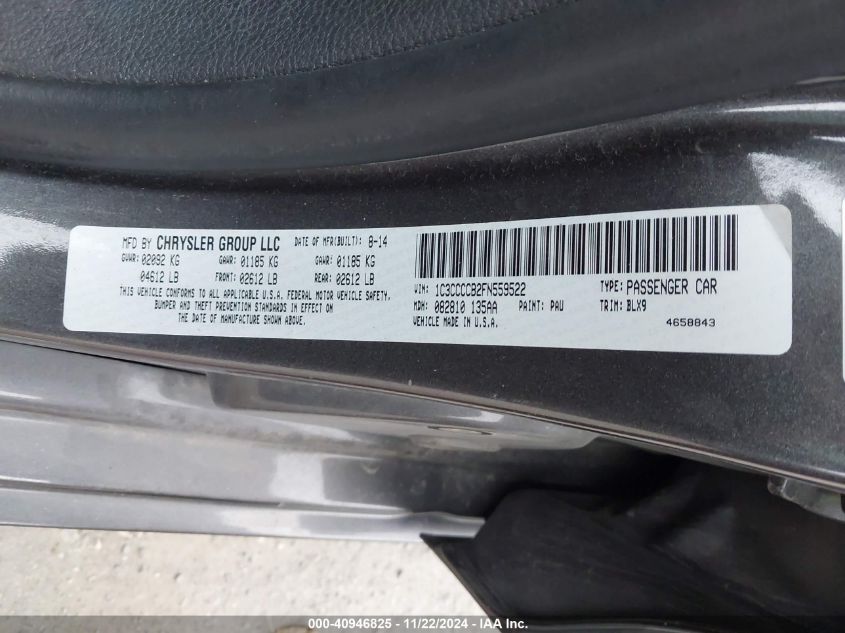 MFD BY CHRYSLER GROUP LLC DATE OF MFR(BUILT): 8-14
GVWR: 02092 KG GAWR: 01185 KG GAWR: 01185 KG
04612 LB FRONT: 02612 LB REAR: 02612 LB
THIS VEHICLE CONFORMS TO ALL APPLICABLE U.S.A. FEDERAL MOTOR VEHICLE SAFETY,
BUMPER AND THEFT PREVENTION STANDARDS IN EFFECT ON
THE DATE OF MANUFACTURE SHOWN ABOVE.
VIN: 1C3CCCCB2FN559522 TYPE: PASSENGER CAR
MDH: 082810 135AA PAINT: PAU TRIM: BLX9
VEHICLE MADE IN U.S.A. 4658843
000-40946825 - 11/22/2024 - IAA Inc.